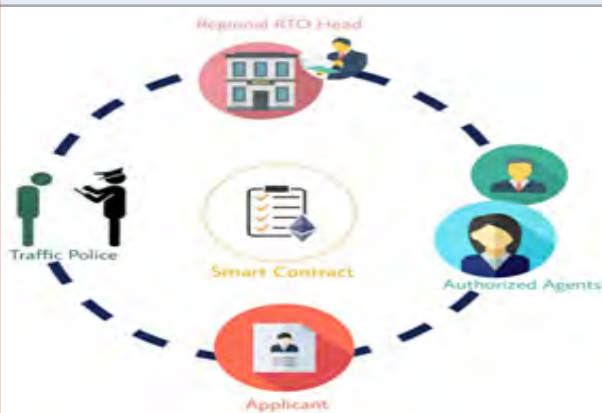 Regional RTO Head
Traffic Police
Smart Contract
Authorized Agents
Applicant